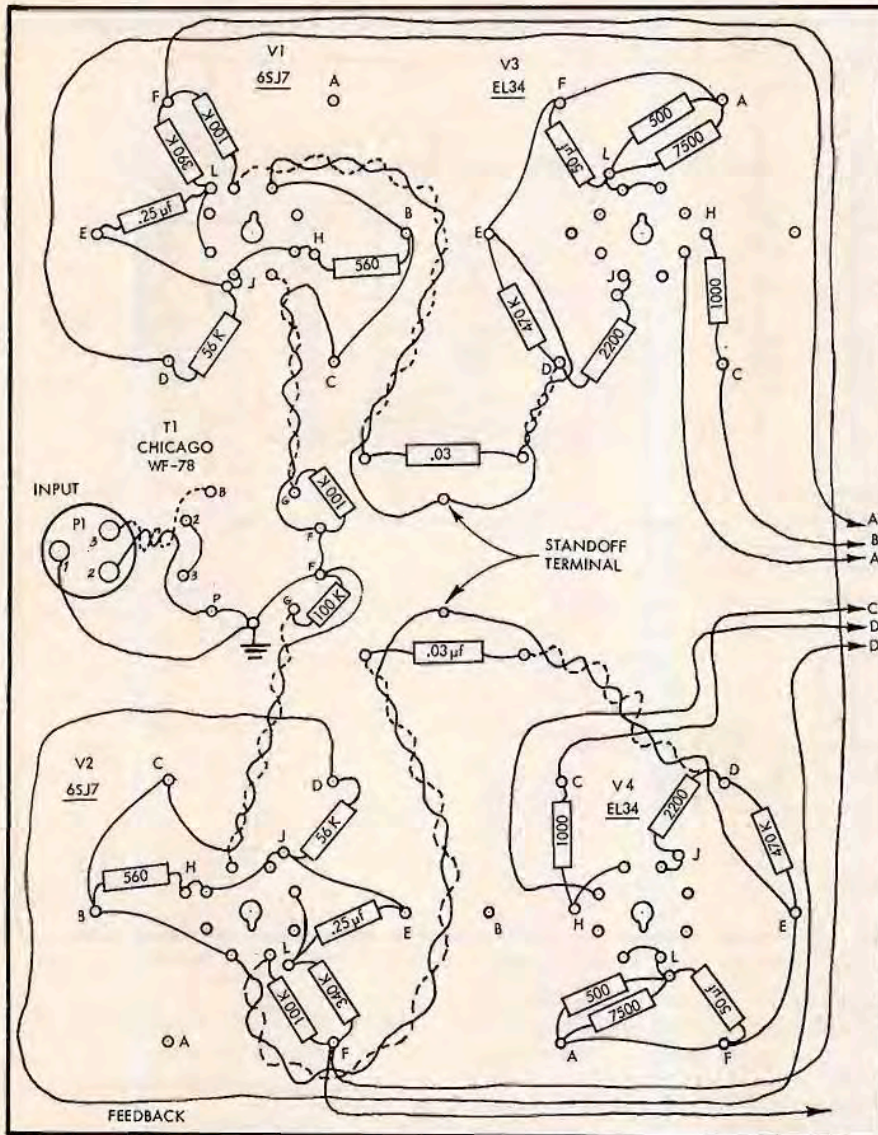 V1
6SJ7
A
V3
EL34
F
F
A
390 K
100 K
50 µf
L
500
7500
L
.25 µf
E
B
H
560
J
56 K
D
C
E
H
J
470 K
2200
D
1000
C
T1
CHICAGO
WF-78
INPUT
P1
3
2
1
B
2
3
P
G
100 K
F
.03
STANDOFF
TERMINAL
F
G
100 K
.03 µf
A
B
A
C
D
D
V2
6SJ7
C
D
56 K
J
H
560
B
.25 µf
E
L
100 K
340 K
F
A
C
V4
EL34
2200
D
1000
470 K
J
B
H
E
L
500
7500
50 µf
A
F
FEEDBACK